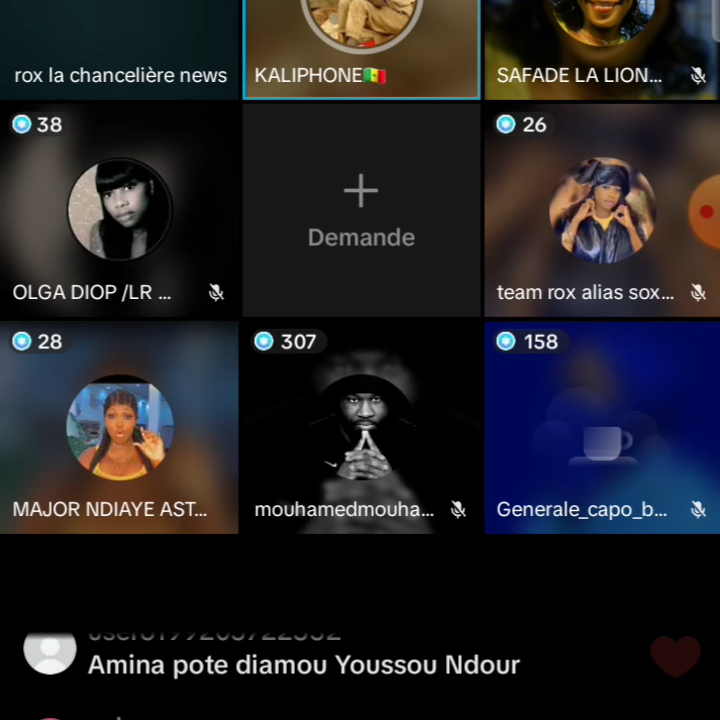 rox la chancelière news
KALIPHONE🇸🇳
SAFADE LA LION...
38
26
Demande
OLGA DIOP /LR ...
team rox alias sox...
28
307
158
MAJOR NDIAYE AST...
mouhamedmouha...
Generale_capo_b...
Amina pote diamou Youssou Ndour